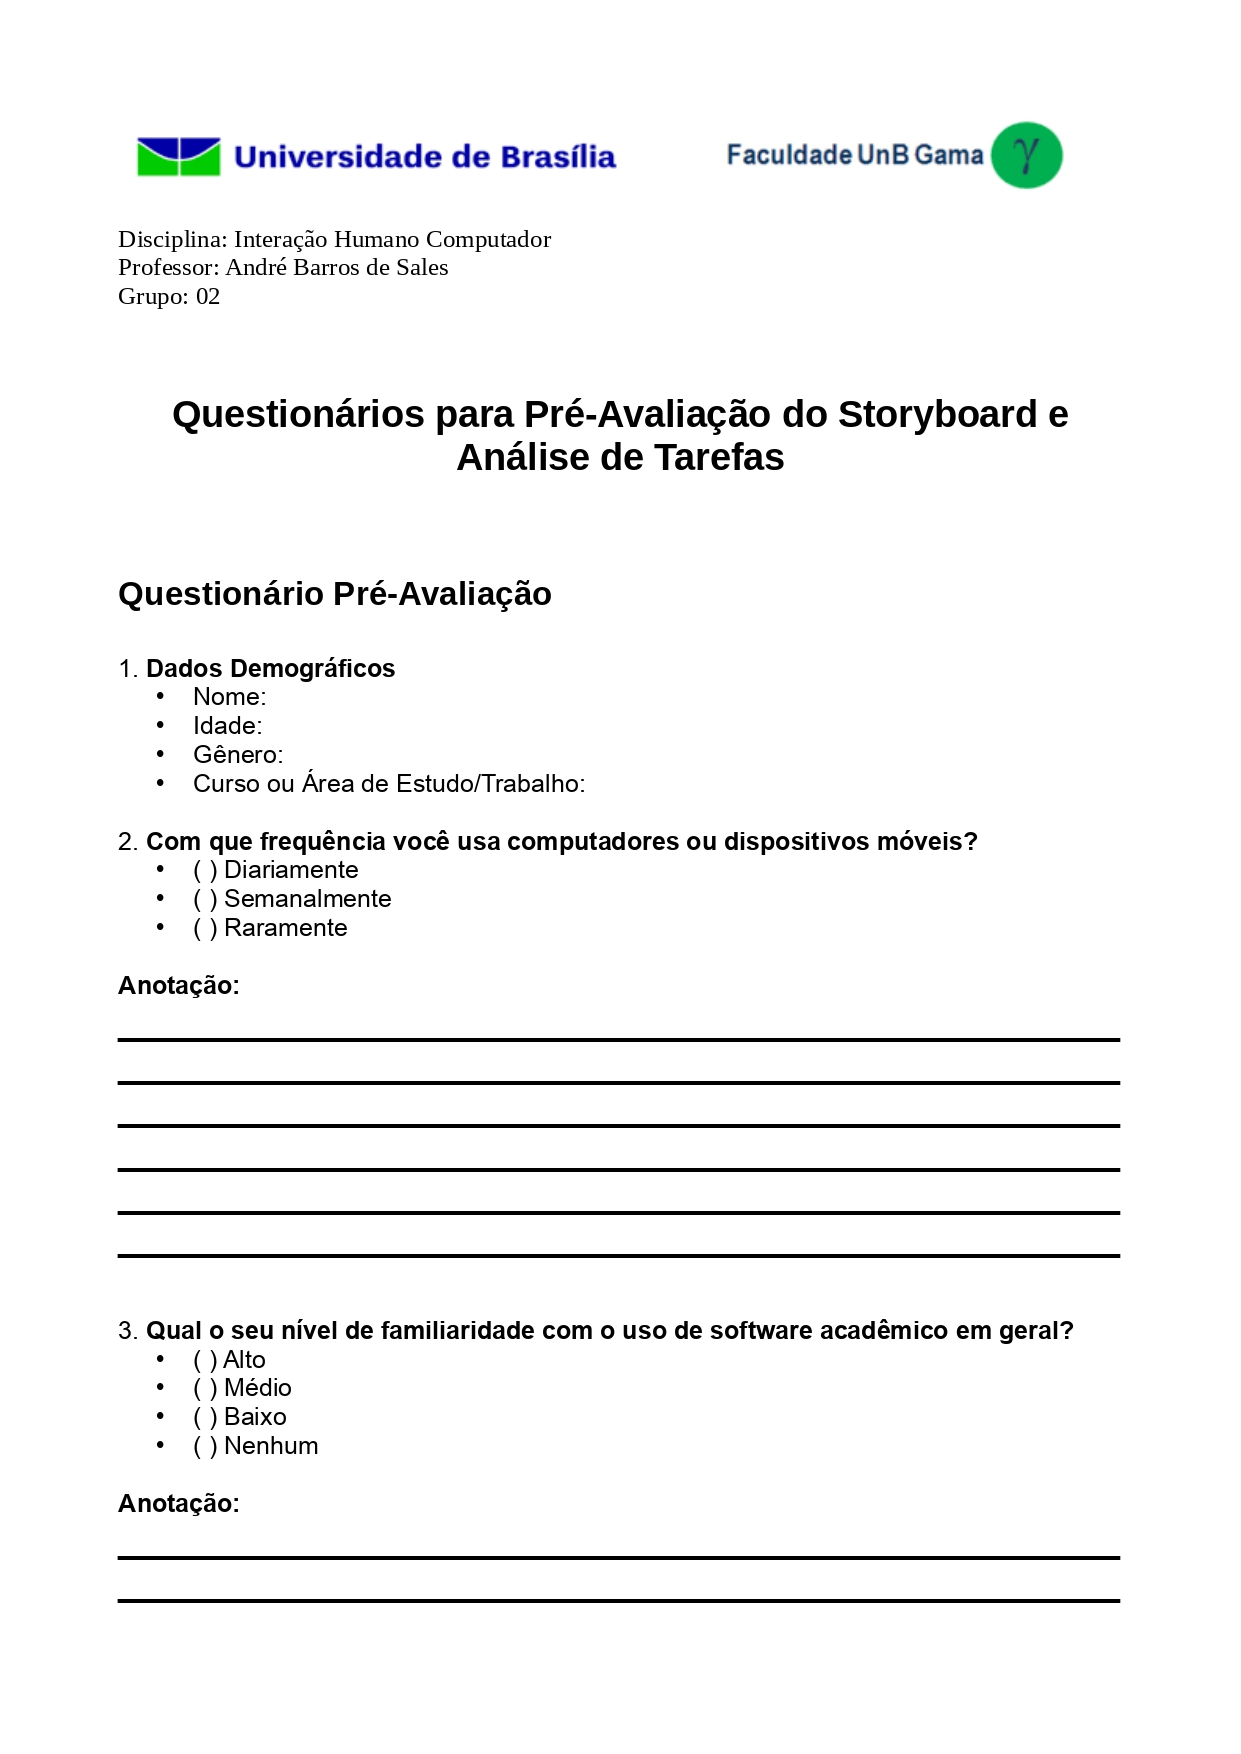 Universidade de Brasília
Faculdade UnB Gama γ
Disciplina: Interação Humano Computador
Professor: André Barros de Sales
Grupo: 02
Questionários para Pré-Avaliação do Storyboard e
Análise de Tarefas
Questionário Pré-Avaliação
1. Dados Demográficos
• Nome:
• Idade:
• Gênero:
• Curso ou Área de Estudo/Trabalho:
2. Com que frequência você usa computadores ou dispositivos móveis?
• ( ) Diariamente
• ( ) Semanalmente
• ( ) Raramente
Anotação:
3. Qual o seu nível de familiaridade com o uso de software acadêmico em geral?
• ( ) Alto
• ( ) Médio
• ( ) Baixo
• ( ) Nenhum
Anotação: